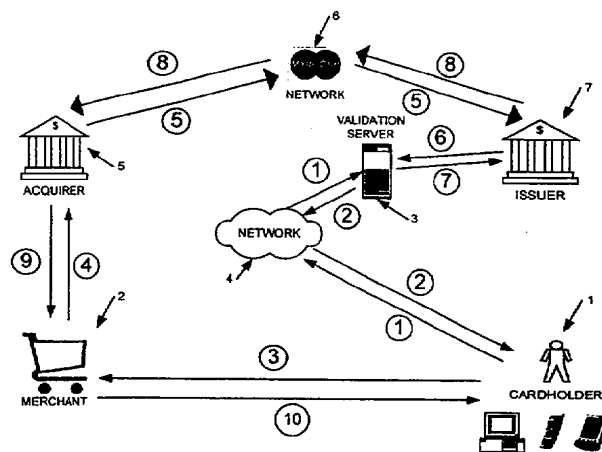 6
8
8
NETWORK
7
5
5
VALIDATION
SERVER
6
$
$
5
1
7
ACQUIRER
2
3
ISSUER
NETWORK
4
9
4
2
2
1
1
3
MERCHANT
CARDHOLDER
10